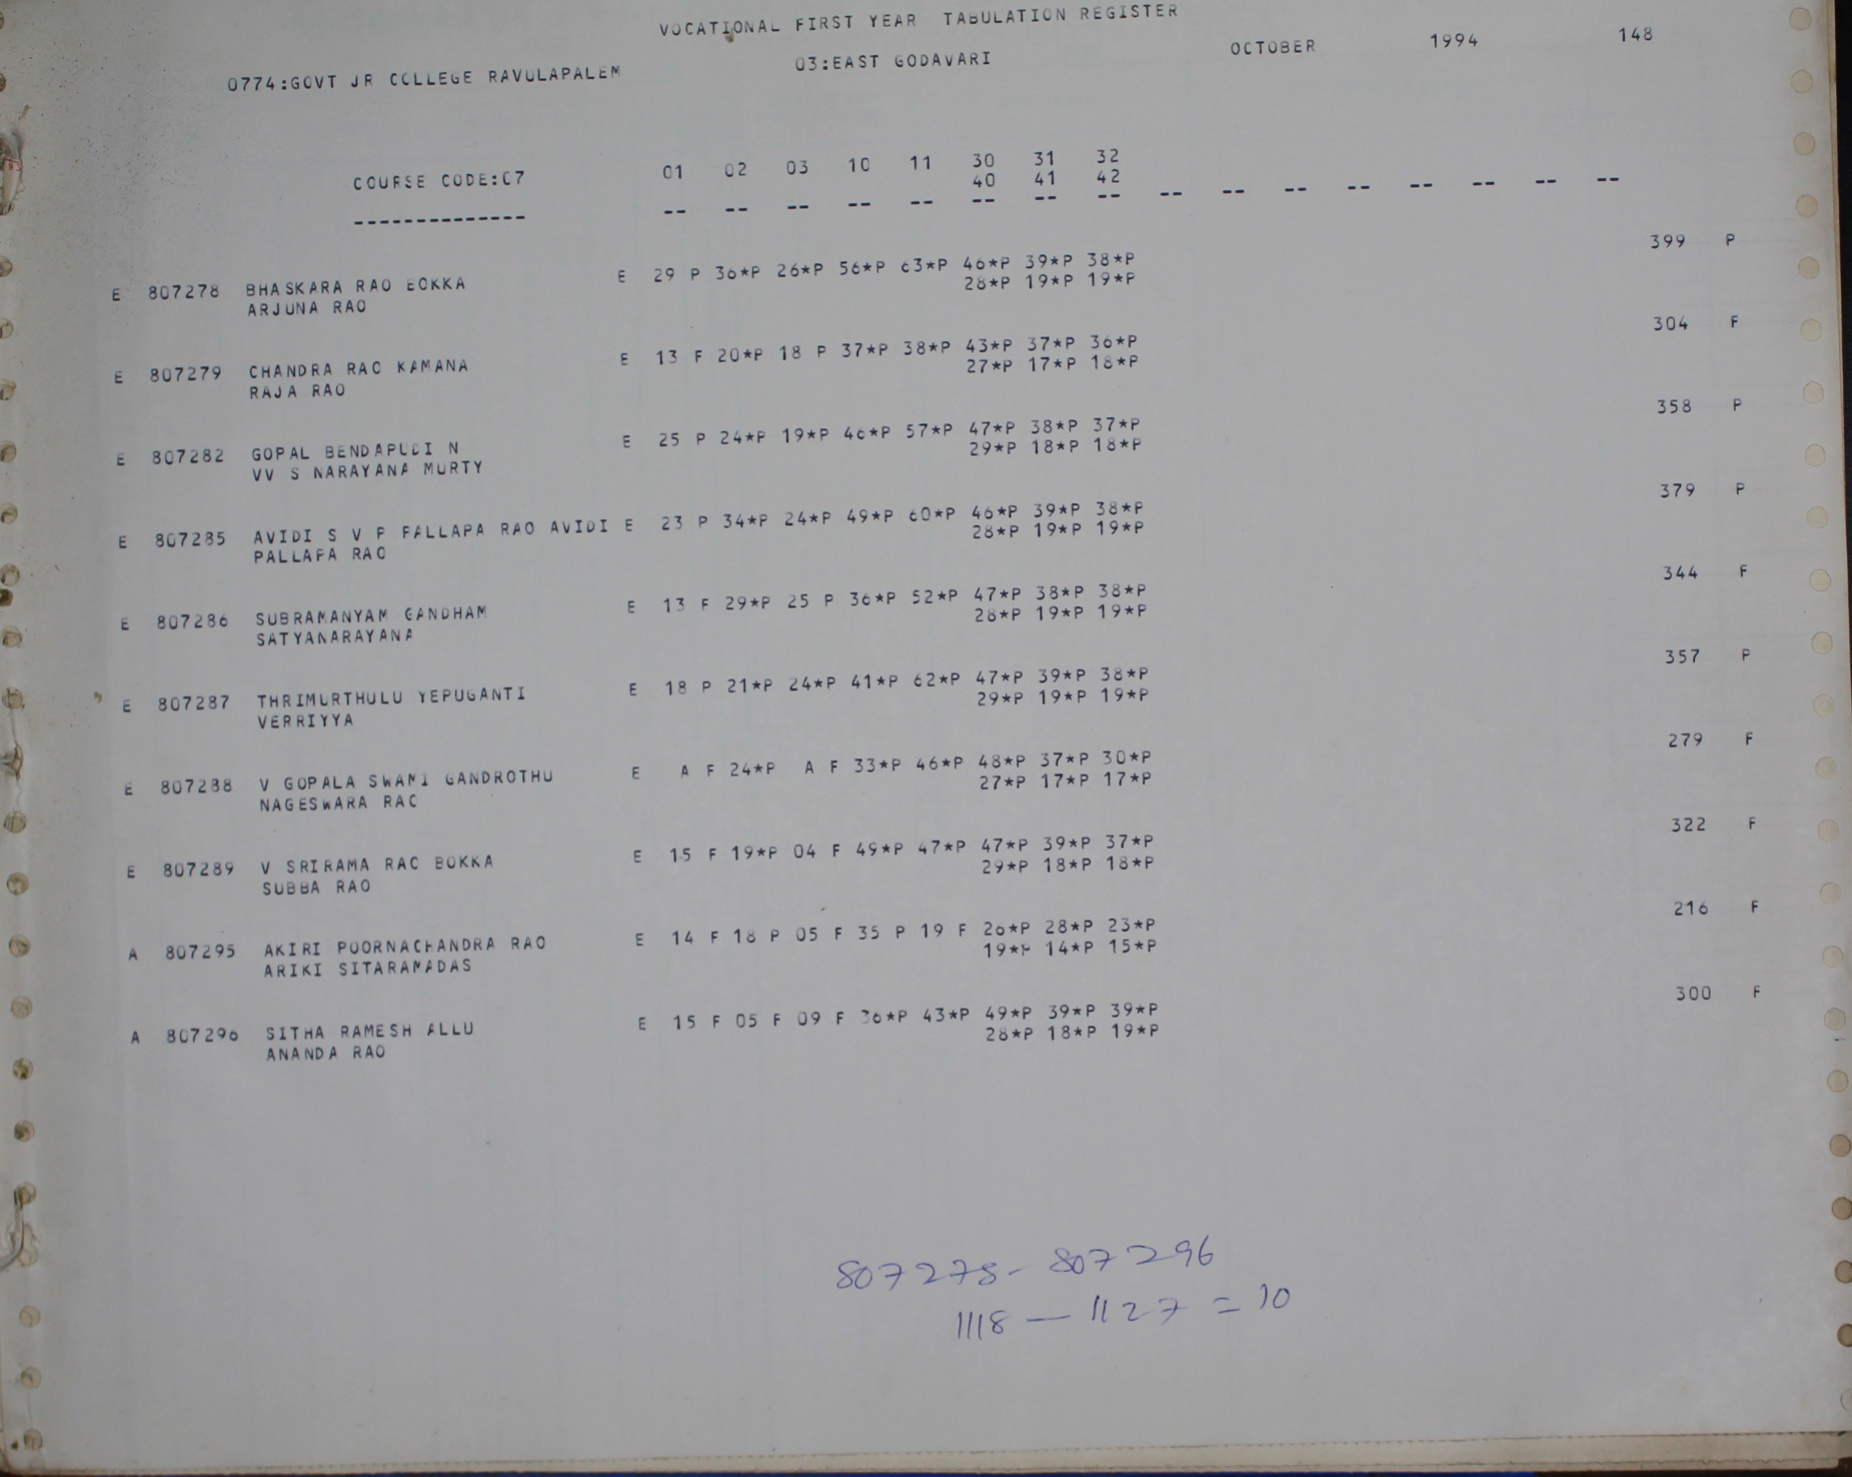 VOCATIONAL FIRST YEAR TABULATION REGISTER
0774:GOVT JR COLLEGE RAVULAPALEM 03:EAST GODAVARI OCTOBER 1994 148
COURSE CODE:C7 01 02 03 10 11 30 31 32
40 41 42
-------------- -- -- -- -- -- -- -- -- -- -- -- -- -- -- -- --
E 807278 BHASKARA RAO BOKKA E 29 P 36*P 26*P 56*P 63*P 46*P 39*P 38*P 399 P
ARJUNA RAO 28*P 19*P 19*P
E 807279 CHANDRA RAO KAMANA E 13 F 20*P 18 P 37*P 38*P 43*P 37*P 36*P 304 F
RAJA RAO 27*P 17*P 18*P
E 807282 GOPAL BENDAPUDI N E 25 P 24*P 19*P 46*P 57*P 47*P 38*P 37*P 358 P
VV S NARAYANA MURTY 29*P 18*P 18*P
E 807285 AVIDI S V P PALLAPA RAO AVIDI E 23 P 34*P 24*P 49*P 60*P 46*P 39*P 38*P 379 P
PALLAPA RAO 28*P 19*P 19*P
E 807286 SUBRAMANYAM GANDHAM E 13 F 29*P 25 P 36*P 52*P 47*P 38*P 38*P 344 F
SATYANARAYANA 28*P 19*P 19*P
E 807287 THRIMURTHULU YEPUGANTI E 18 P 21*P 24*P 41*P 62*P 47*P 39*P 38*P 357 P
VERRIYYA 29*P 19*P 19*P
E 807288 V GOPALA SWAMI GANDROTHU E A F 24*P A F 33*P 46*P 48*P 37*P 30*P 279 F
NAGESWARA RAO 27*P 17*P 17*P
E 807289 V SRIRAMA RAO BOKKA E 15 F 19*P 04 F 49*P 47*P 47*P 39*P 37*P 322 F
SUBBA RAO 29*P 18*P 18*P
A 807295 AKIRI POORNACHANDRA RAO E 14 F 18 P 05 F 35 P 19 F 26*P 28*P 23*P 216 F
ARIKI SITARAMADAS 19*P 14*P 15*P
A 807296 SITHA RAMESH ALLU E 15 F 05 F 09 F 36*P 43*P 49*P 39*P 39*P 300 F
ANANDA RAO 28*P 18*P 19*P
807278- 807296
1118 — 1127 = 10